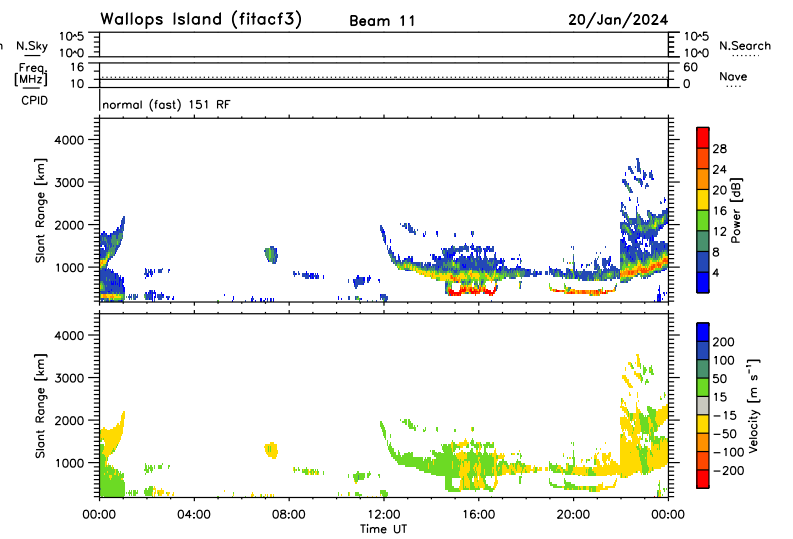 Wallops Island (fitacf3) Beam 11 20/Jan/2024
n N.Sky 10^5 10^5 N.Search
10^0 10^0
Freq. 16 60 Nave
[MHz] 10 0
CPID normal (fast) 151 RF
Slant Range [km]
4000
3000
2000
1000
28
24
20
16
12
8
4
Power [dB]
Slant Range [km]
4000
3000
2000
1000
200
100
50
15
-15
-50
-100
-200
Velocity [m s⁻¹]
00:00 04:00 08:00 12:00 16:00 20:00 00:00
Time UT